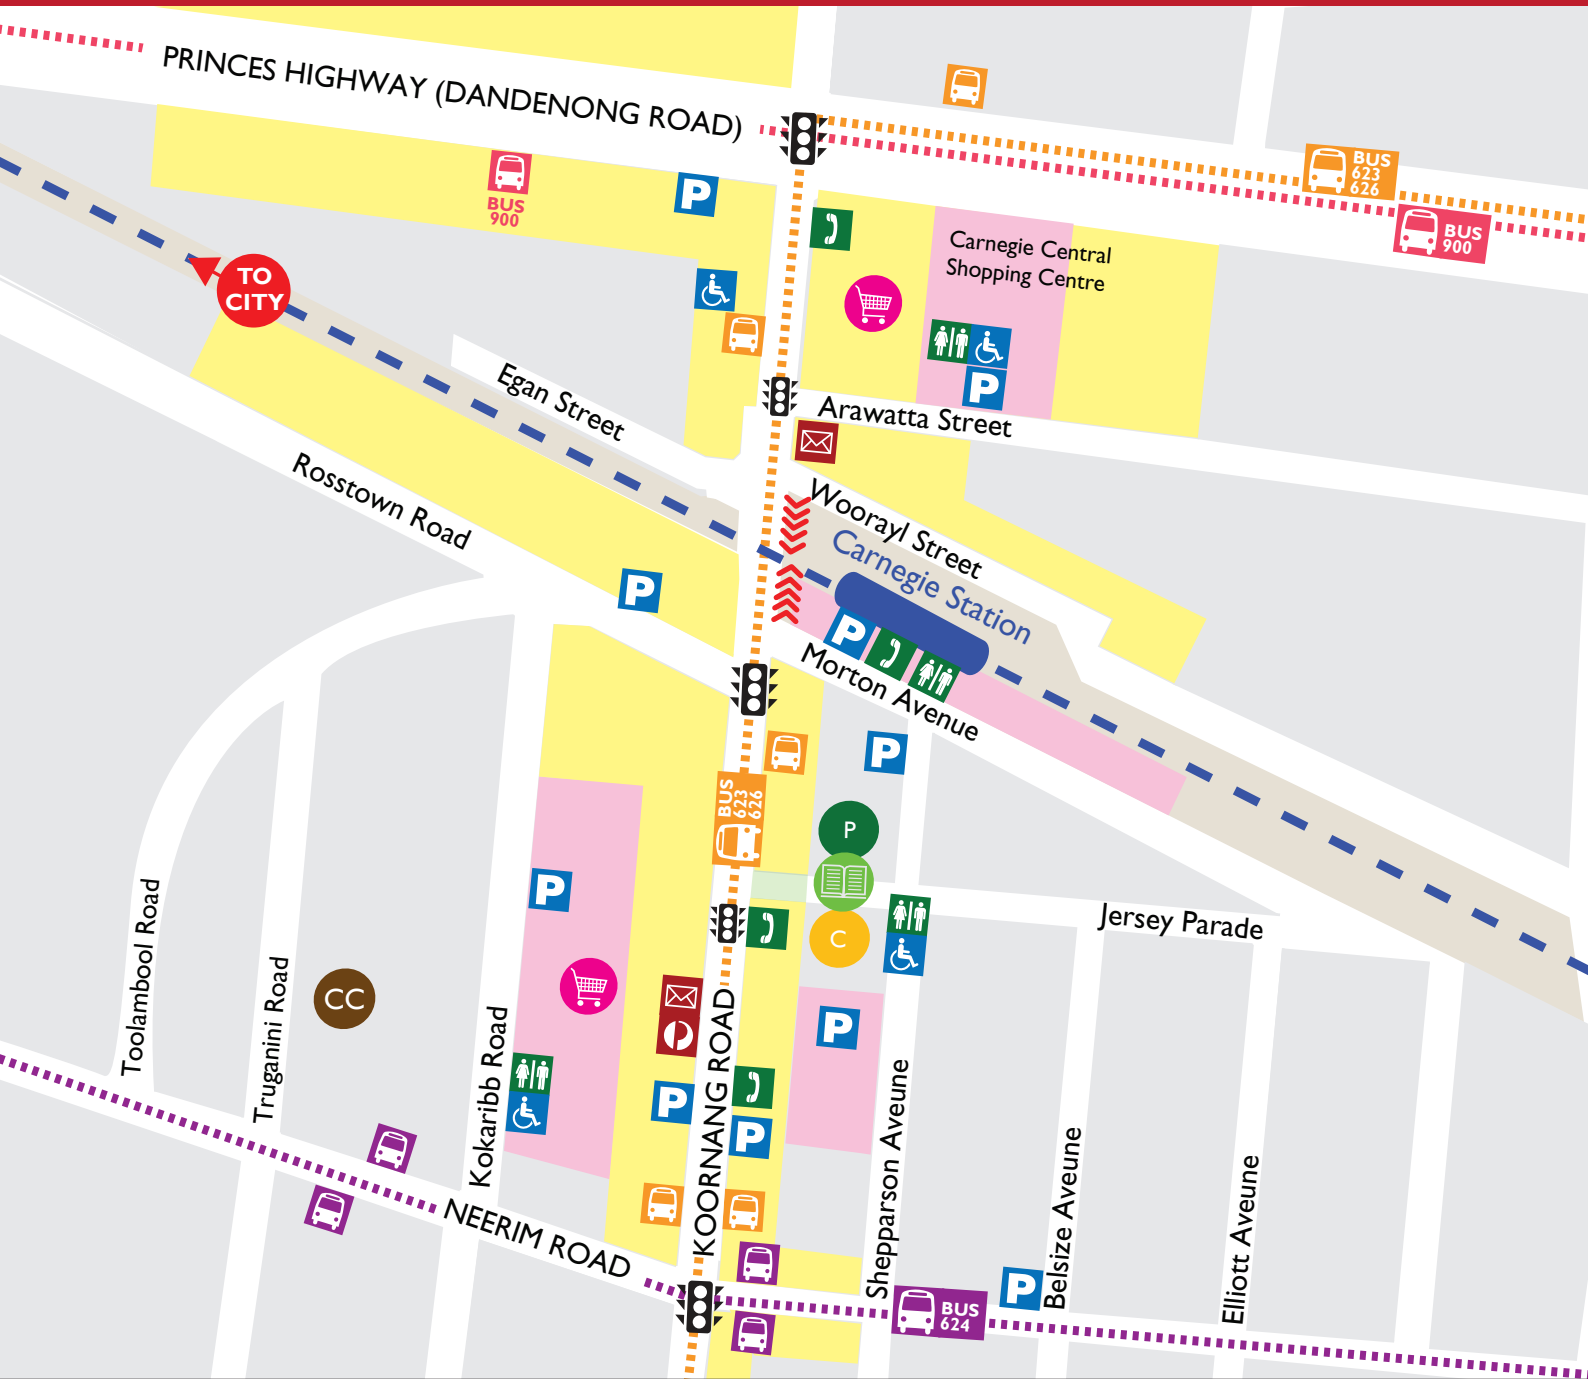 PRINCES HIGHWAY (DANDENONG ROAD)
BUS
623
626
BUS
900
BUS
900
P
Carnegie Central
Shopping Centre
TO
CITY
P
Egan Street
Arawatta Street
Rosstown Road
Woorayl Street
Carnegie Station
P
P
Morton Avenue
P
BUS
623
626
P
P
C
Jersey Parade
Toolambool Road
Truganini Road
CC
Kokaribb Road
KOORNANG ROAD
P
P
P
Shepparson Aveune
Belsize Aveune
Elliott Aveune
NEERIM ROAD
P
BUS
624